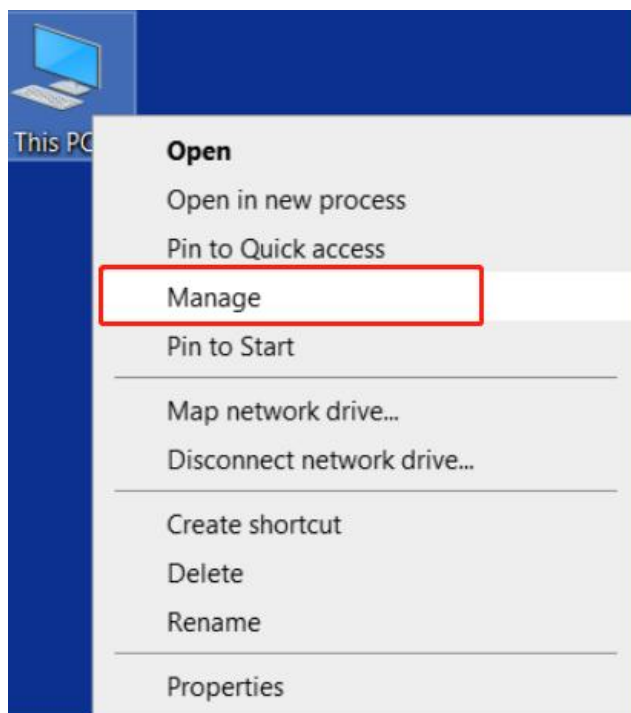 This PC
Open
Open in new process
Pin to Quick access
Manage
Pin to Start
Map network drive...
Disconnect network drive...
Create shortcut
Delete
Rename
Properties